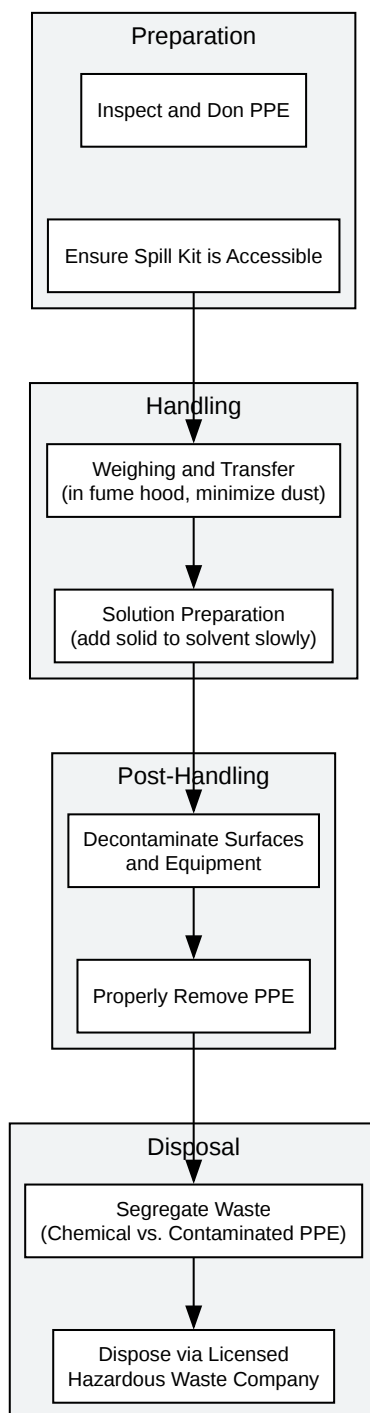 Preparation
Inspect and Don PPE
Ensure Spill Kit is Accessible
Handling
Weighing and Transfer
(in fume hood, minimize dust)
Solution Preparation
(add solid to solvent slowly)
Post-Handling
Decontaminate Surfaces
and Equipment
Properly Remove PPE
Disposal
Segregate Waste
(Chemical vs. Contaminated PPE)
Dispose via Licensed
Hazardous Waste Company